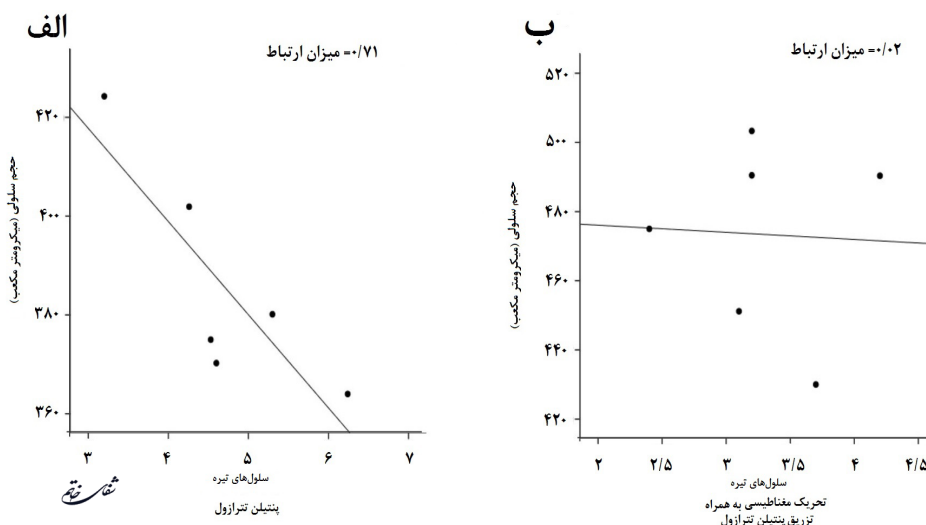 الف
میزان ارتباط =۰/۷۱
حجم سلولی (میکرومتر مکعب)
۴۲۰
۴۰۰
۳۸۰
۳۶۰
۳ ۴ ۵ ۶ ۷
سلول‌های تیره
پنتیلن تترازول
شفای خاتم
ب
میزان ارتباط =۰/۰۲
حجم سلولی (میکرومتر مکعب)
۵۲۰
۵۰۰
۴۸۰
۴۶۰
۴۴۰
۴۲۰
۲ ۲/۵ ۳ ۳/۵ ۴ ۴/۵
سلول‌های تیره
تحریک مغناطیسی به همراه
تزریق پنتیلن تترازول